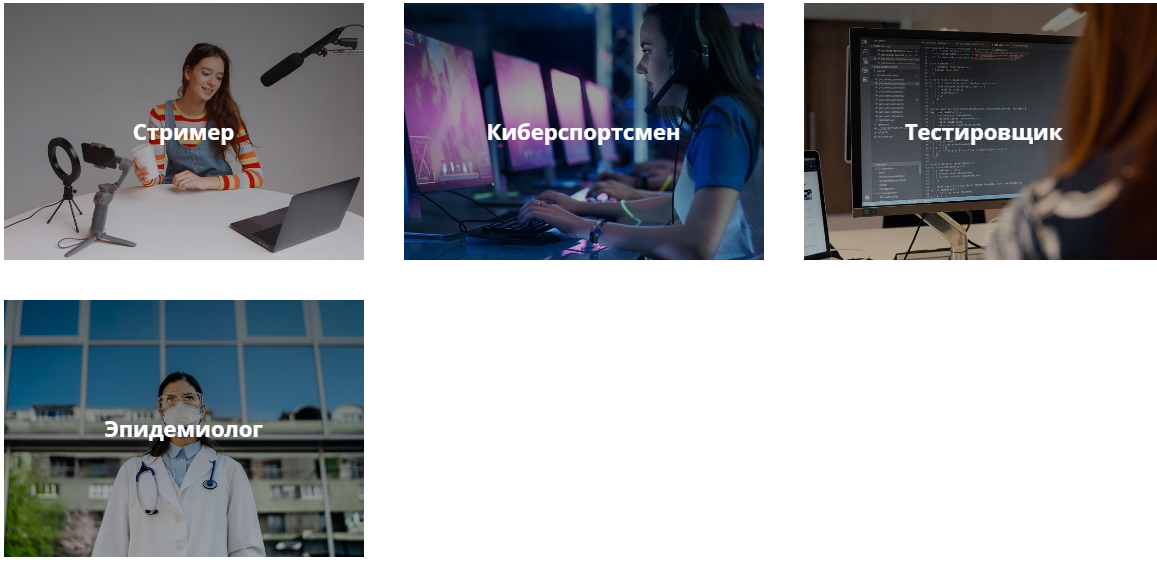 Стример
Киберспортсмен
Тестировщик
Эпидемиолог